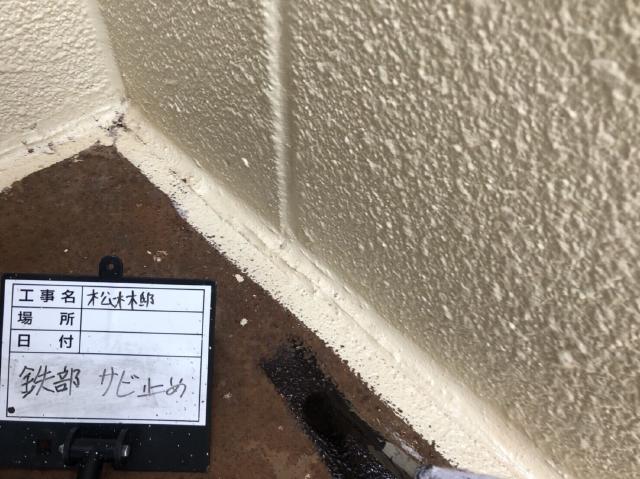 工事名 松林邸
場所
日付
鉄部 サビ止め